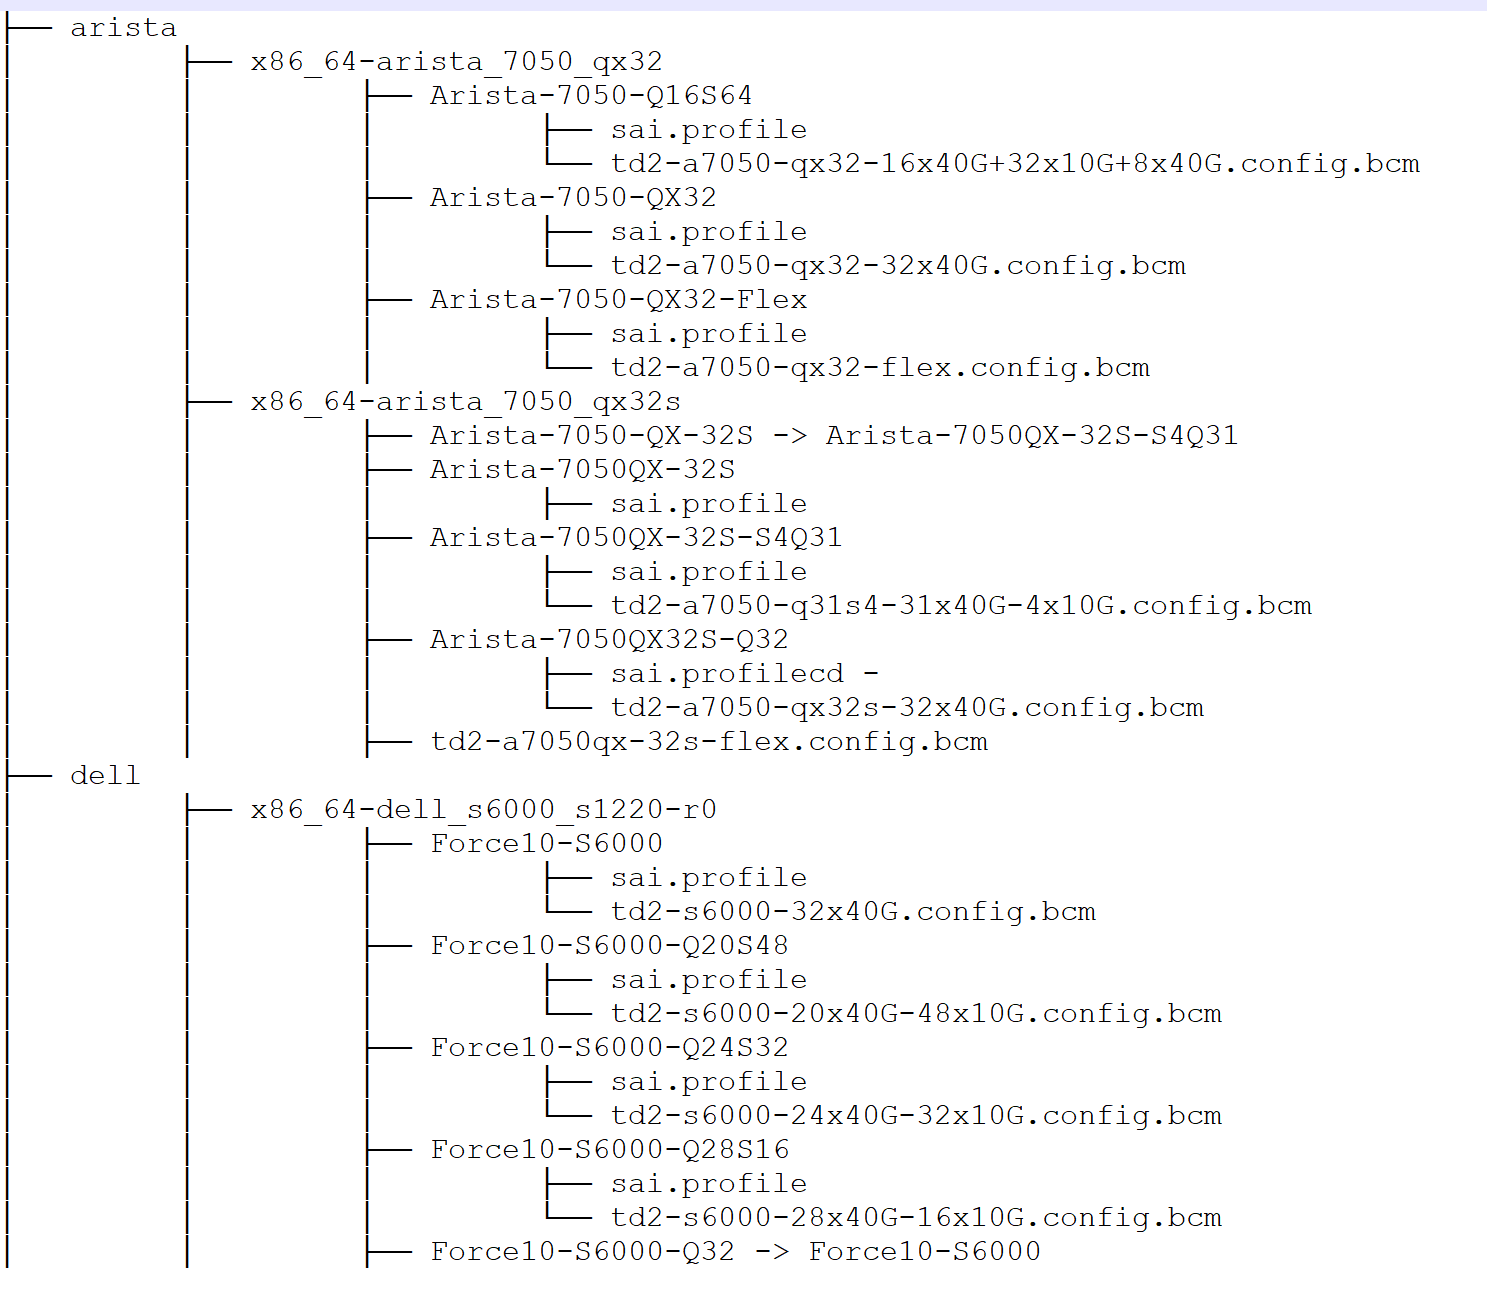 ├── arista
│ ├── x86_64-arista_7050_qx32
│ │ ├── Arista-7050-Q16S64
│ │ │ ├── sai.profile
│ │ │ └── td2-a7050-qx32-16x40G+32x10G+8x40G.config.bcm
│ │ ├── Arista-7050-QX32
│ │ │ ├── sai.profile
│ │ │ └── td2-a7050-qx32-32x40G.config.bcm
│ │ ├── Arista-7050-QX32-Flex
│ │ │ ├── sai.profile
│ │ │ └── td2-a7050-qx32-flex.config.bcm
│ ├── x86_64-arista_7050_qx32s
│ │ ├── Arista-7050-QX-32S -> Arista-7050QX-32S-S4Q31
│ │ ├── Arista-7050QX-32S
│ │ │ ├── sai.profile
│ │ ├── Arista-7050QX-32S-S4Q31
│ │ │ ├── sai.profile
│ │ │ └── td2-a7050-q31s4-31x40G-4x10G.config.bcm
│ │ ├── Arista-7050QX32S-Q32
│ │ │ ├── sai.profilecd -
│ │ │ └── td2-a7050-qx32s-32x40G.config.bcm
│ │ ├── td2-a7050qx-32s-flex.config.bcm
├── dell
│ ├── x86_64-dell_s6000_s1220-r0
│ │ ├── Force10-S6000
│ │ │ ├── sai.profile
│ │ │ └── td2-s6000-32x40G.config.bcm
│ │ ├── Force10-S6000-Q20S48
│ │ │ ├── sai.profile
│ │ │ └── td2-s6000-20x40G-48x10G.config.bcm
│ │ ├── Force10-S6000-Q24S32
│ │ │ ├── sai.profile
│ │ │ └── td2-s6000-24x40G-32x10G.config.bcm
│ │ ├── Force10-S6000-Q28S16
│ │ │ ├── sai.profile
│ │ │ └── td2-s6000-28x40G-16x10G.config.bcm
│ │ ├── Force10-S6000-Q32 -> Force10-S6000